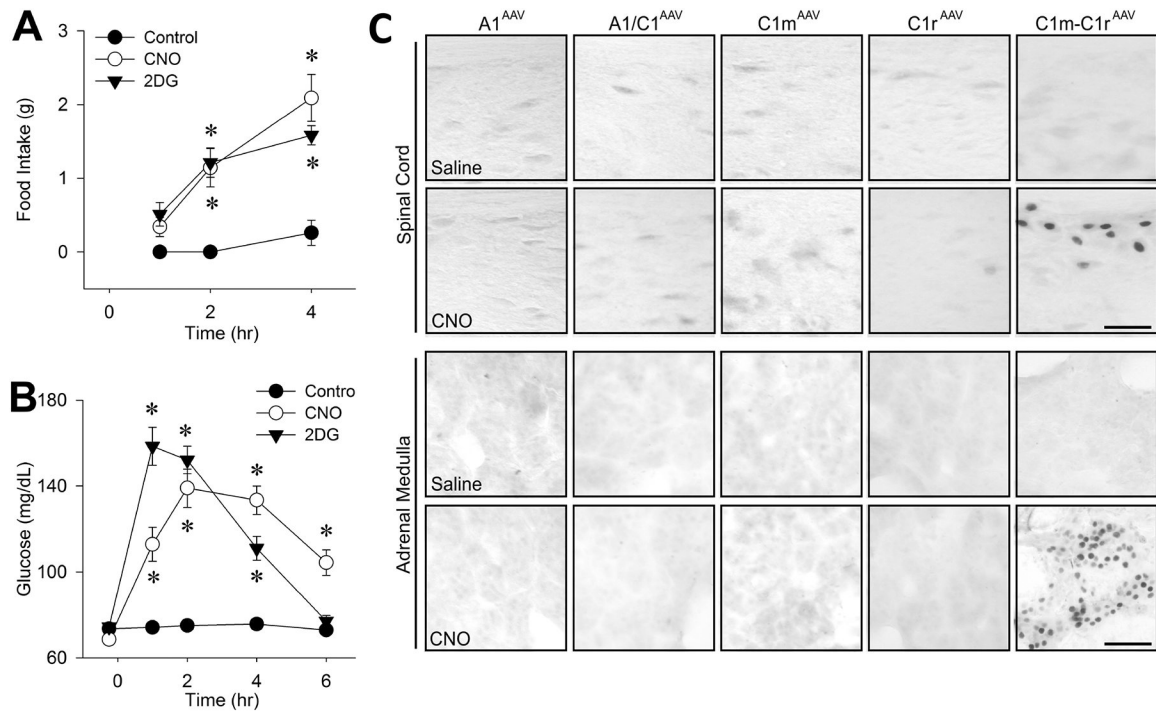 A
3
2
1
0
Food Intake (g)
Control
CNO
2DG
*
*
*
*
0
2
4
Time (hr)
B
180
140
100
60
Glucose (mg/dL)
Contro
CNO
2DG
*
*
*
*
*
*
*
0
2
4
6
Time (hr)
C
A1AAV
A1/C1AAV
C1mAAV
C1rAAV
C1m-C1rAAV
Spinal Cord
Saline
CNO
Adrenal Medulla
Saline
CNO